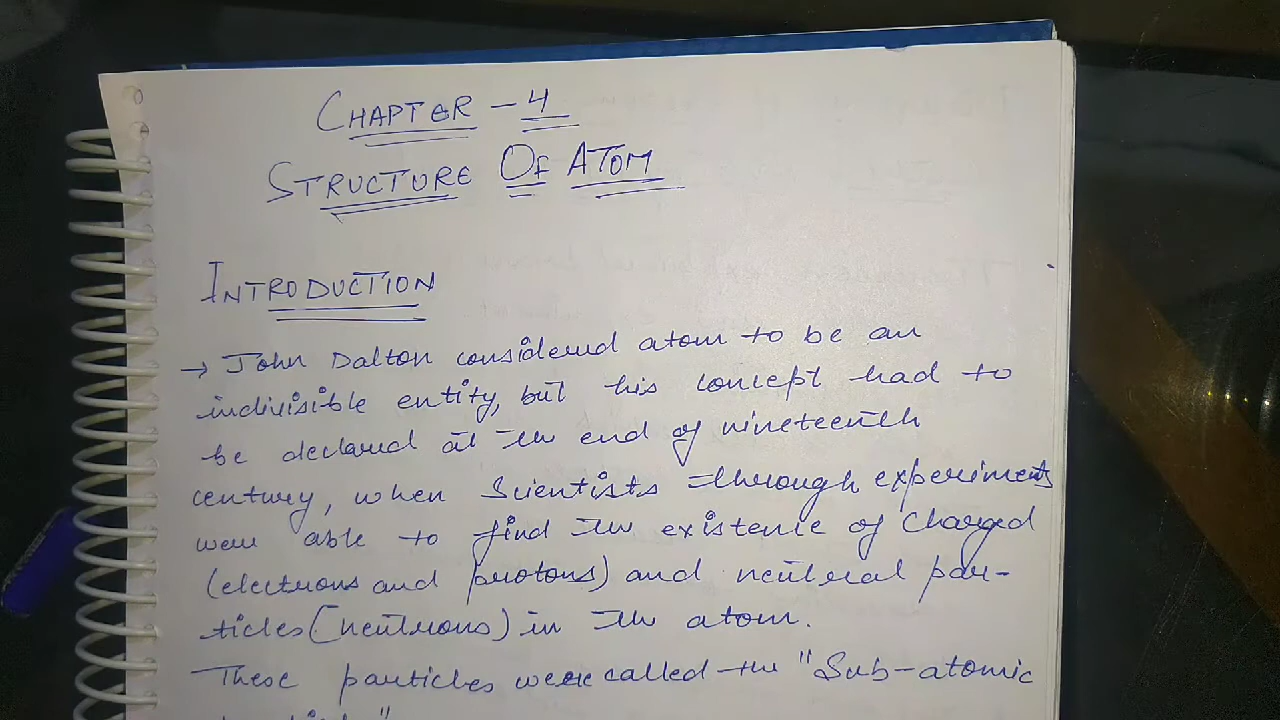 CHAPTER - 4
STRUCTURE OF ATOM
INTRODUCTION
→ John Dalton considered atom to be an
indivisible entity, but his concept had to
be declared at the end of nineteenth
century, when Scientists through experiments
were able to find the existence of Charged
(electrons and protons) and neutral par-
ticles (neutrons) in the atom.
These particles were called the "Sub-atomic